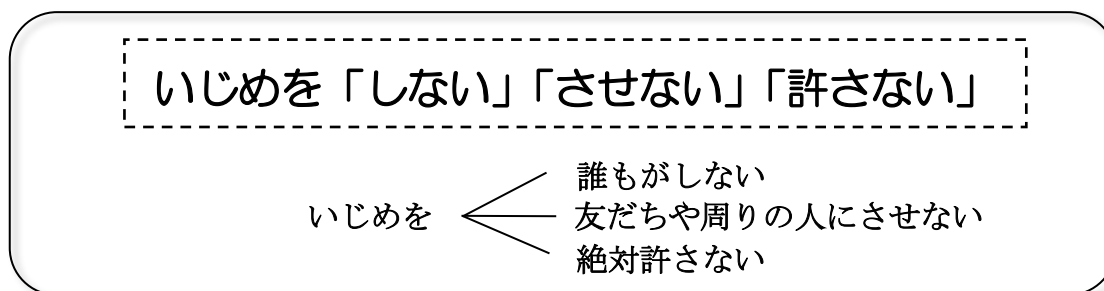 いじめを「しない」「させない」「許さない」
誰もがしない
いじめを 友だちや周りの人にさせない
絶対許さない